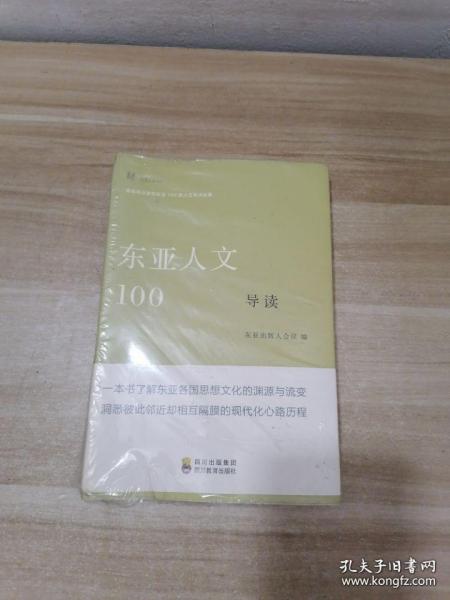 东亚人文
100
导读
东亚出版人会议 编
一本书了解东亚各国思想文化的渊源与流变
洞悉彼此邻近却相互隔膜的现代化心路历程
四川出版集团
四川教育出版社
孔夫子旧书网
www.kongfz.com